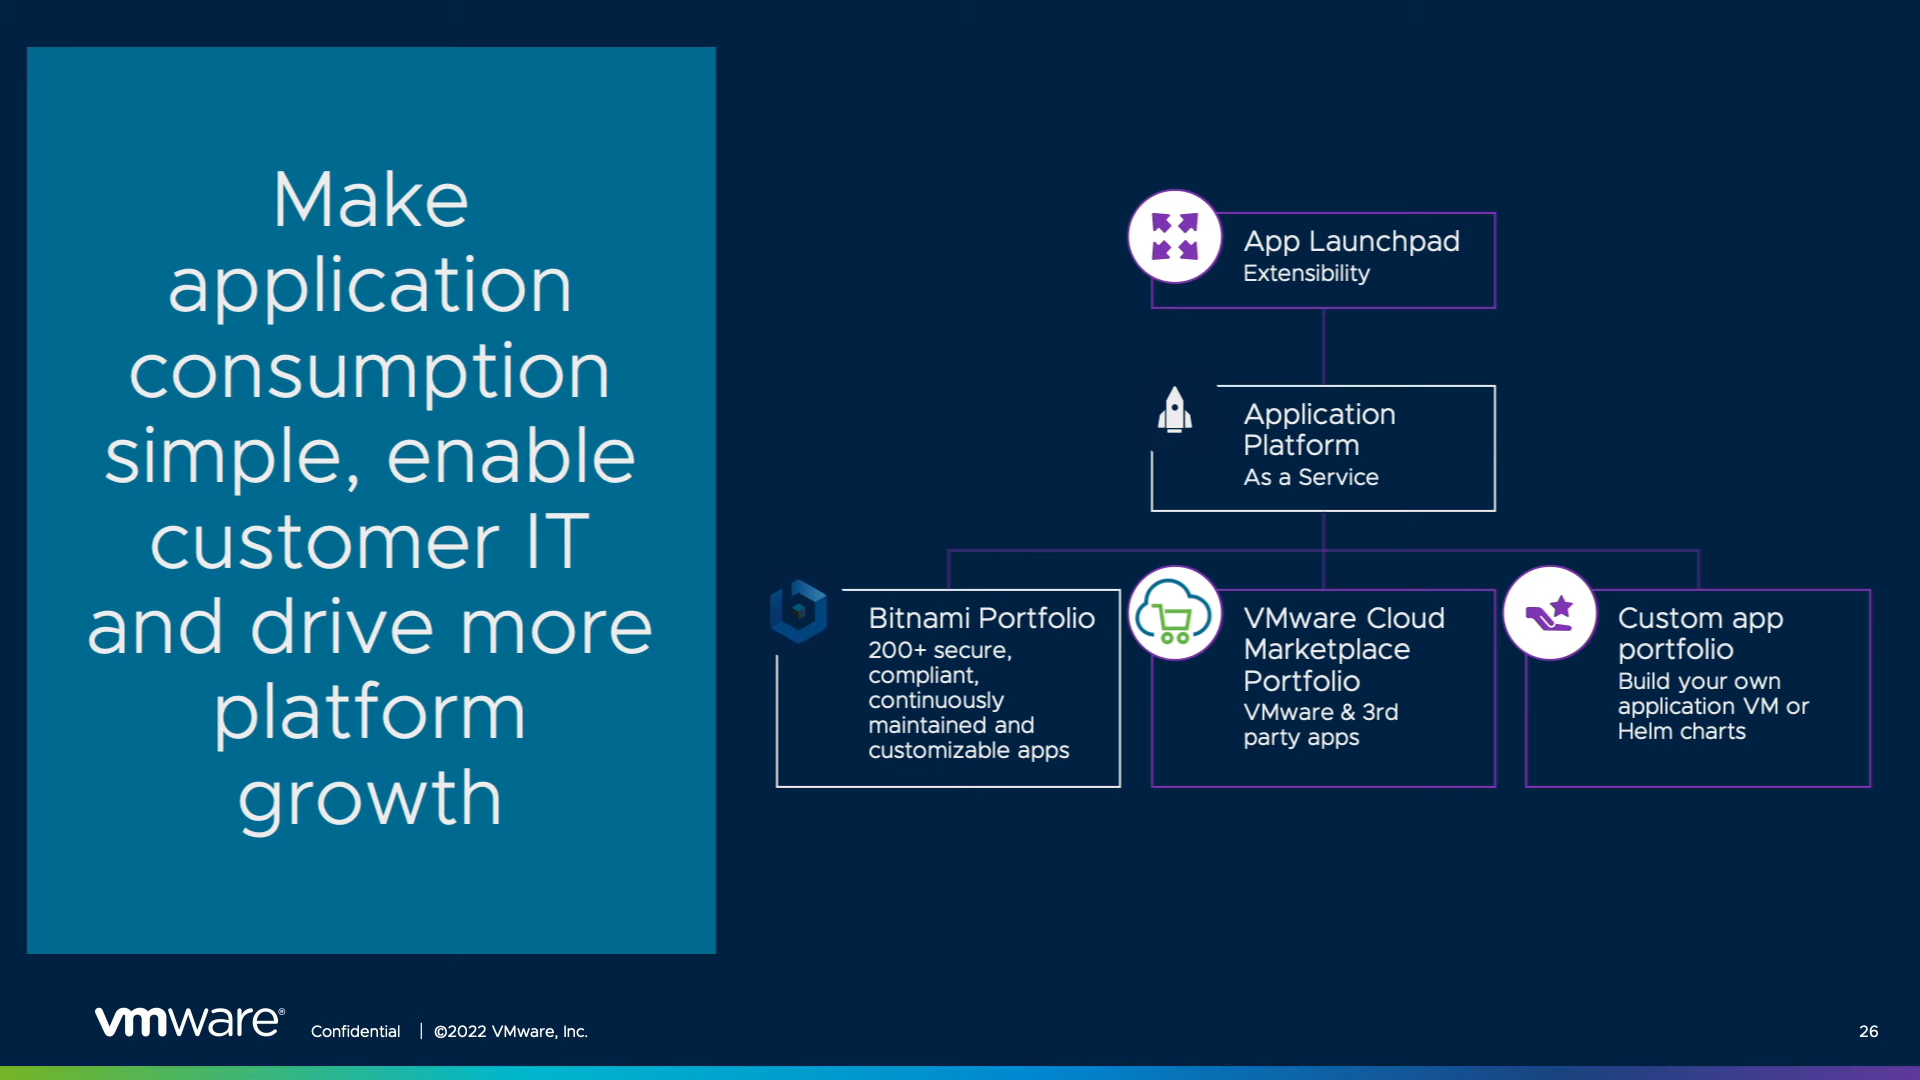 Make
application
consumption
simple, enable
customer IT
and drive more
platform
growth
App Launchpad
Extensibility
Application
Platform
As a Service
Bitnami Portfolio
200+ secure,
compliant,
continuously
maintained and
customizable apps
VMware Cloud
Marketplace
Portfolio
VMware & 3rd
party apps
Custom app
portfolio
Build your own
application VM or
Helm charts
vmware®
Confidential | ©2022 VMware, Inc.
26